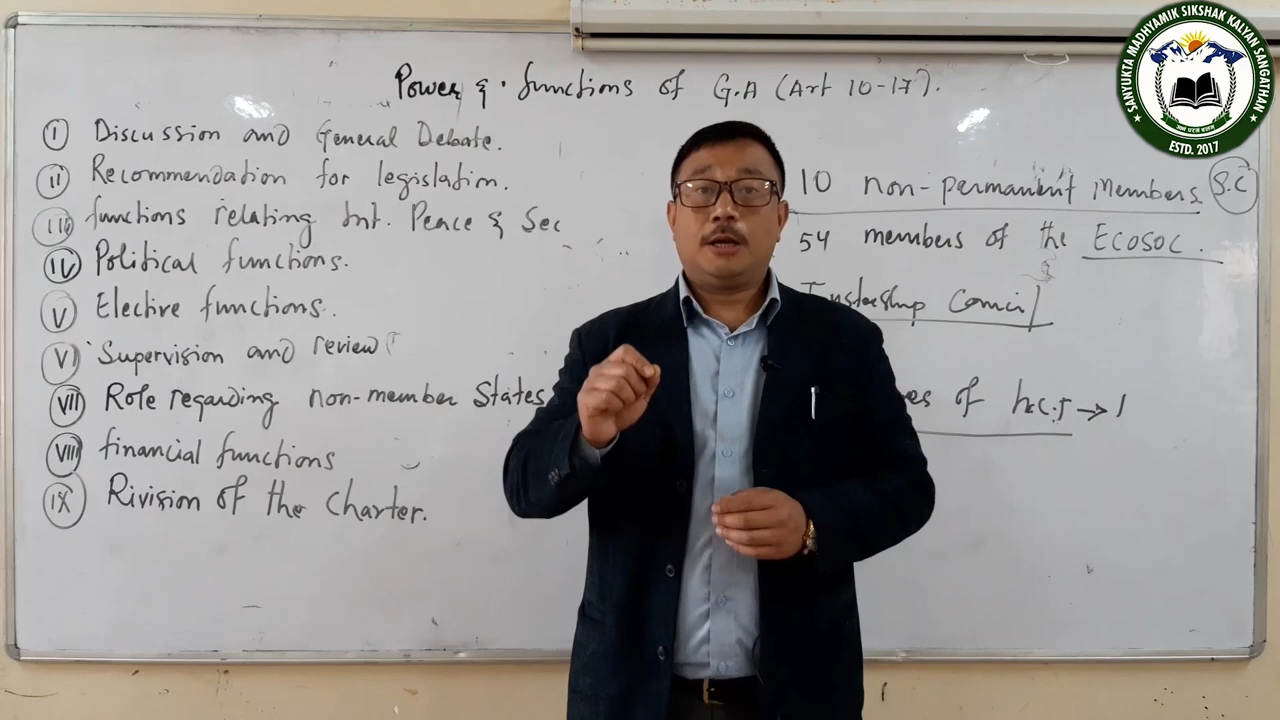 Power & functions of G.A (Art 10-17).
I Discussion and General Debate.
II Recommendation for legislation.
III functions relating Int. Peace & Sec
IV Political functions.
V Elective functions.
VI Supervision and review
VII Role regarding non-member States
VIII financial functions
IX Rivision of the Charter.
10 non-permanent Members S.C
54 members of the ECOSOC.
Council
of → 1
SANYUKTA MADHYAMIK SIKSHAK KALYAN SANGATHAN
ESTD. 2017